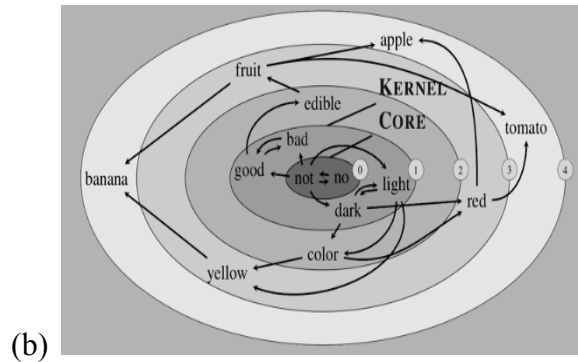 apple
fruit
KERNEL
edible
CORE
tomato
bad
good
not no 0 1 2 3 4
banana
light
dark
red
color
yellow
(b)